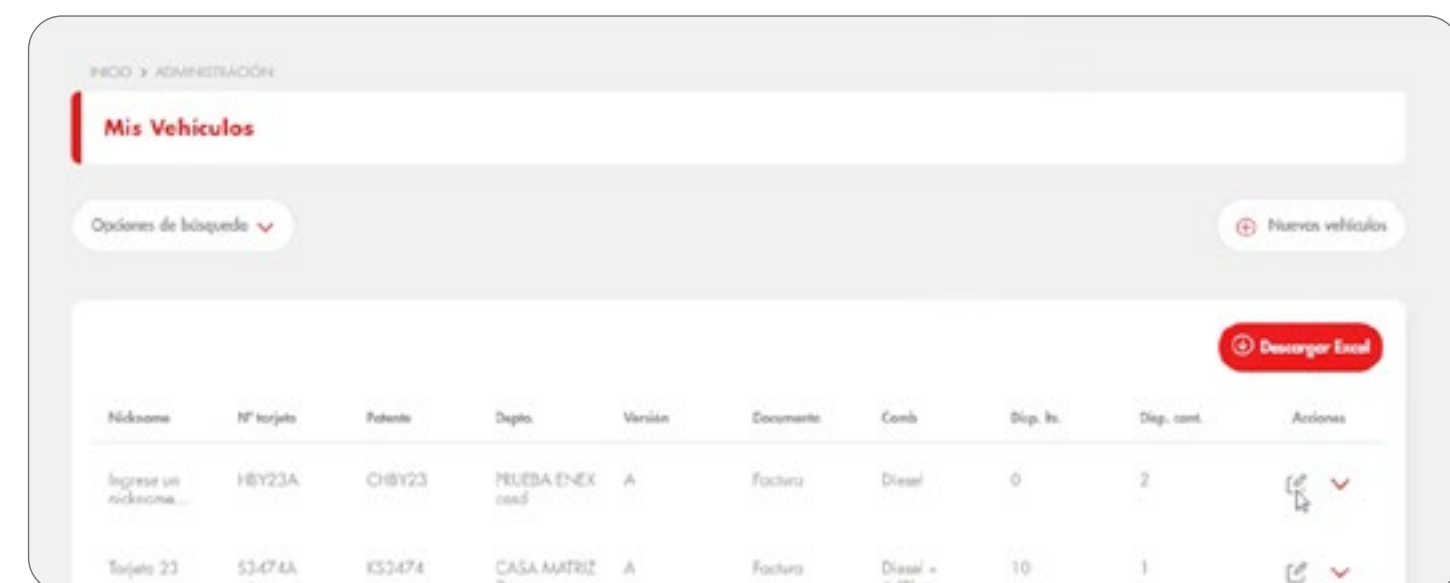 INICIO > ADMINISTRACIÓN
Mis Vehículos
Opciones de búsqueda
Nuevos vehículos
Descargar Excel
Nickname N° tarjeta Patente Depto. Versión Documento Comb Disp. lts. Disp. cant. Acciones
Ingrese un HBY23A CHBY23 PRUEBA ENEX A Factura Diesel 0 2
nickname...
Tarjeta 23 S3474A KS3474 CASA MATRIZ A Factura Diesel + 10 1